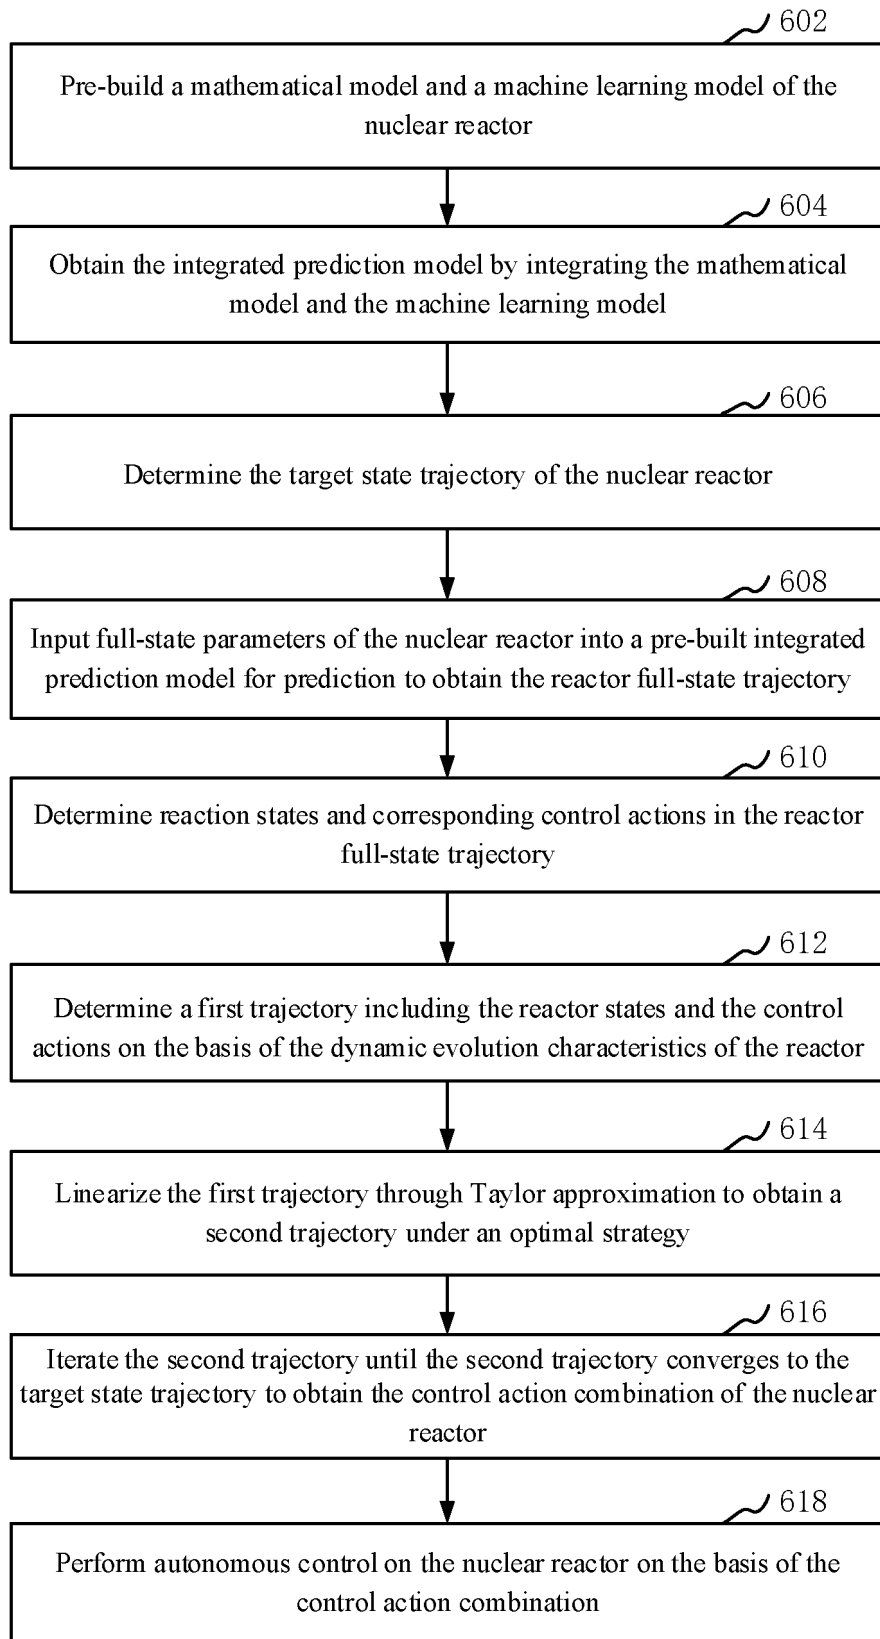 602
Pre-build a mathematical model and a machine learning model of the
nuclear reactor
604
Obtain the integrated prediction model by integrating the mathematical
model and the machine learning model
606
Determine the target state trajectory of the nuclear reactor
608
Input full-state parameters of the nuclear reactor into a pre-built integrated
prediction model for prediction to obtain the reactor full-state trajectory
610
Determine reaction states and corresponding control actions in the reactor
full-state trajectory
612
Determine a first trajectory including the reactor states and the control
actions on the basis of the dynamic evolution characteristics of the reactor
614
Linearize the first trajectory through Taylor approximation to obtain a
second trajectory under an optimal strategy
616
Iterate the second trajectory until the second trajectory converges to the
target state trajectory to obtain the control action combination of the nuclear
reactor
618
Perform autonomous control on the nuclear reactor on the basis of the
control action combination